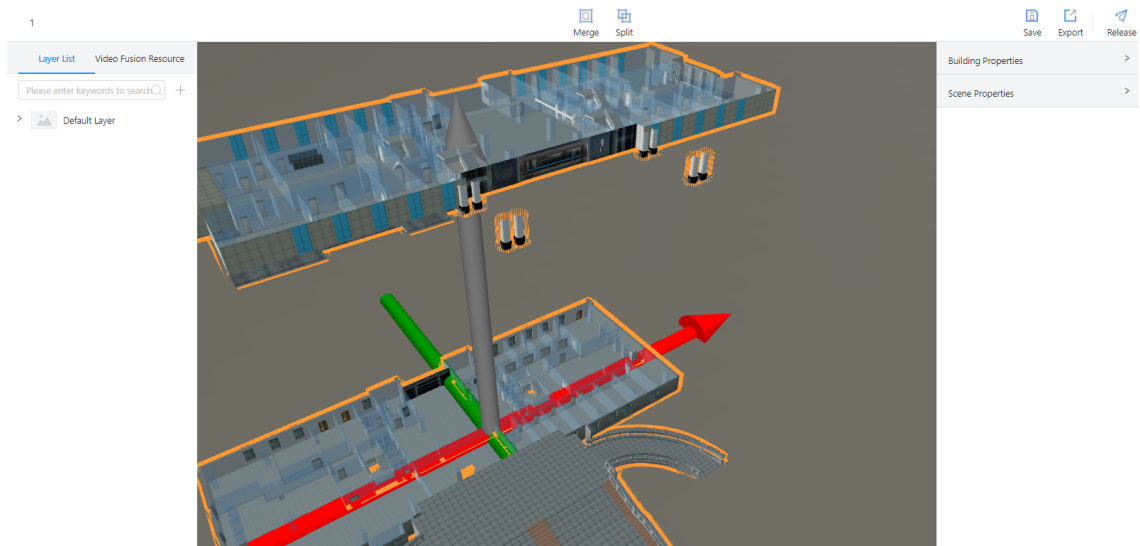 1
Merge
Split
Save
Export
Release
Layer List
Video Fusion Resource
Please enter keywords to search
Default Layer
Building Properties
Scene Properties